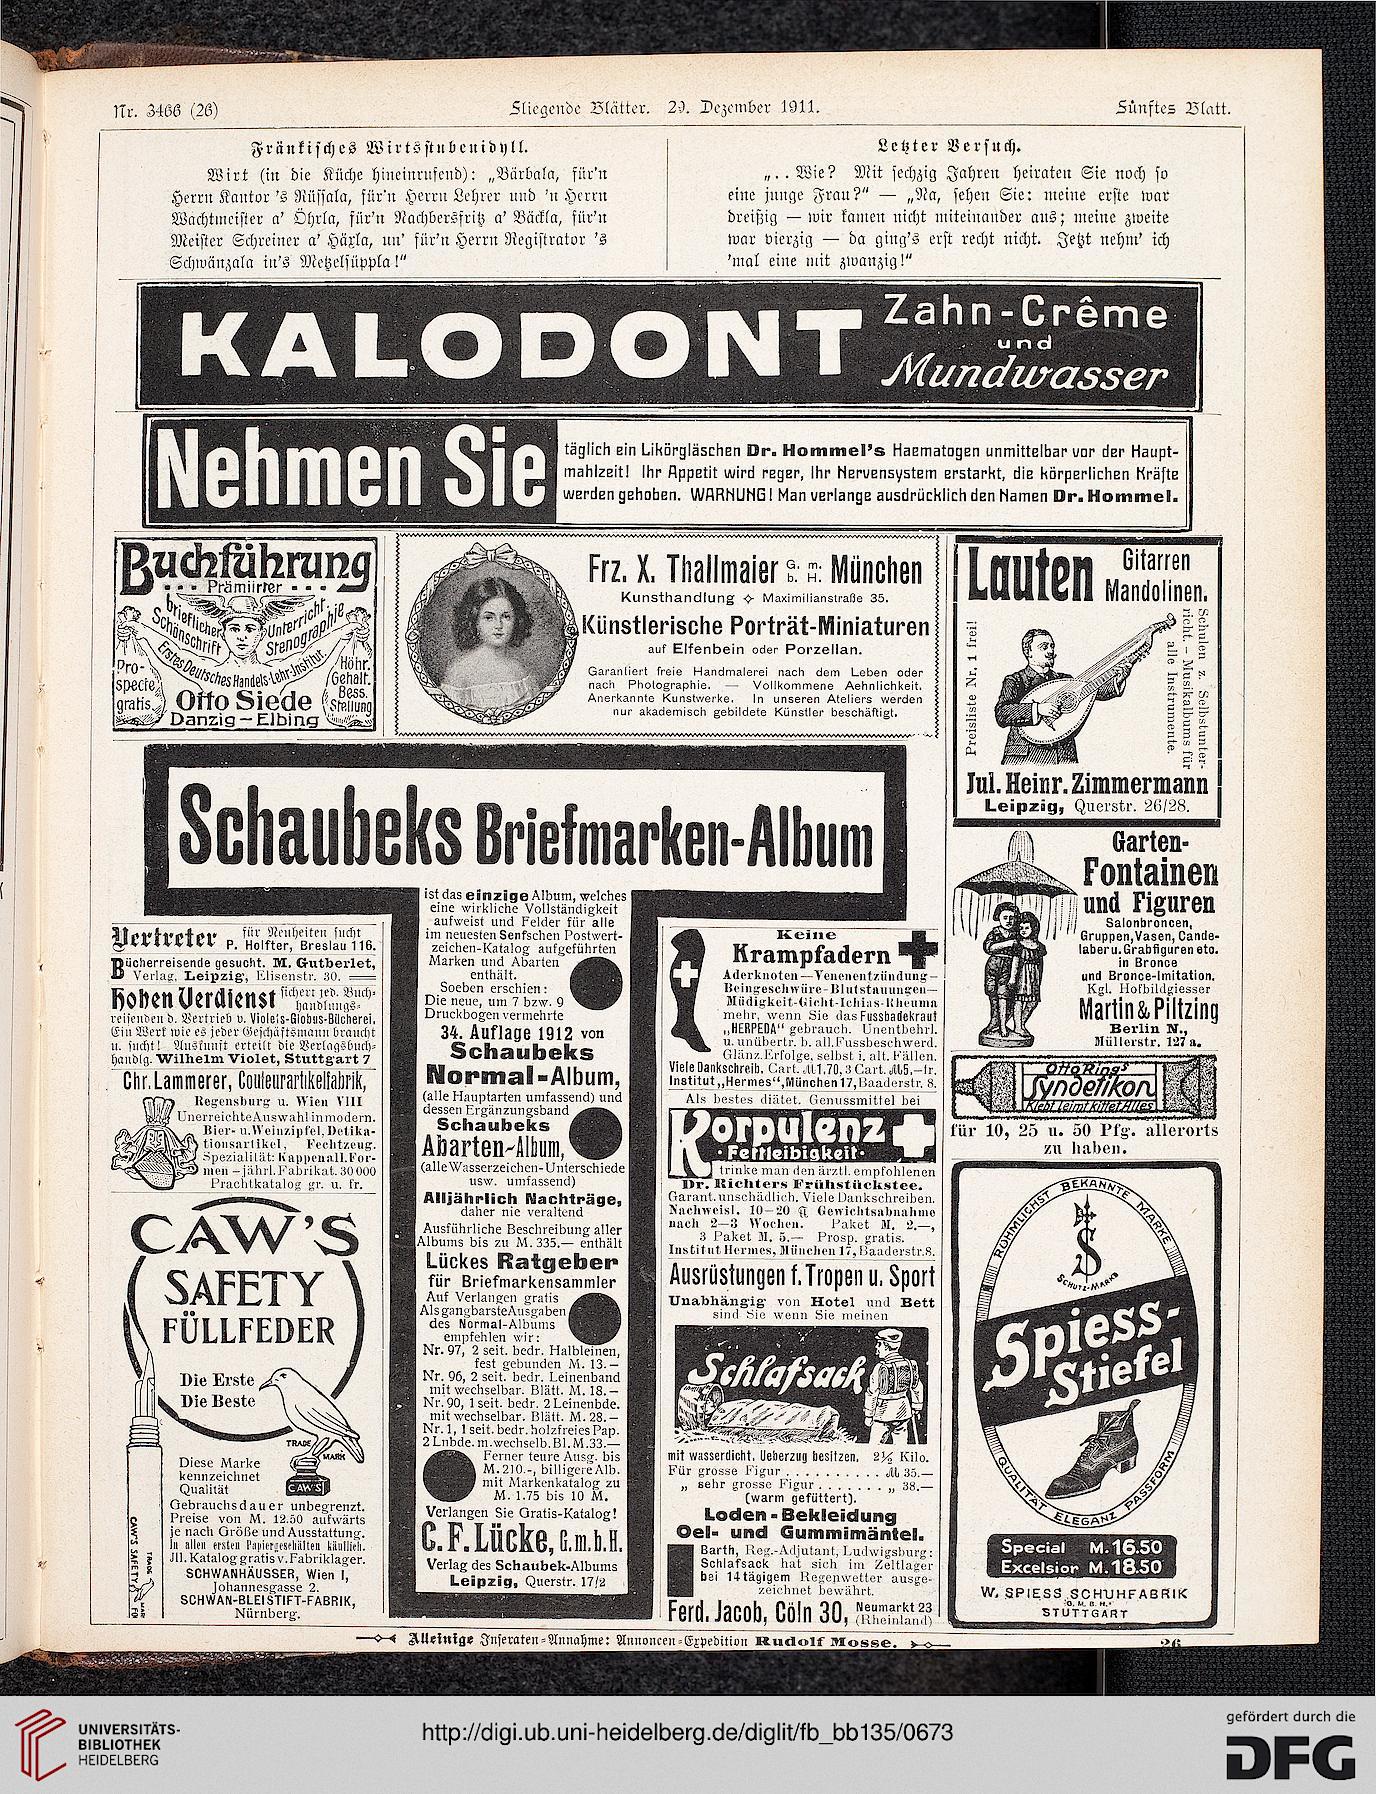 Nr. 3466 (26)
Fliegende Blätter. 29. Dezember 1911.
Fünftes Blatt.
Fränkisches Wirtsstubenidyll.
Wirt (in die Küche hineinrufend): „Bärbala, für'n
Herrn Kantor 's Nüssala, für'n Herrn Lehrer und 'n Herrn
Wachtmeister a' Öhrla, für'n Nachbersfritz a' Bäckla, für'n
Meister Schreiner a' Häxla, un' für'n Herrn Registrator 's
Schwänzala in's Metzelsüppla!"
Letzter Versuch.
„.. Wie? Mit sechzig Jahren heiraten Sie noch so
eine junge Frau?" — „Na, sehen Sie: meine erste war
dreißig — wir kamen nicht miteinander aus; meine zweite
war vierzig — da ging's erst recht nicht. Jetzt nehm' ich
'mal eine mit zwanzig!"
KALODONT
Zahn-Crême
und
Mundwasser
Nehmen Sie
täglich ein Likörgläschen Dr. Hommel's Haematogen unmittelbar vor der Haupt-
mahlzeit! Ihr Appetit wird reger, Ihr Nervensystem erstarkt, die körperlichen Kräfte
werden gehoben. WARNUNG! Man verlange ausdrücklich den Namen Dr. Hommel.
Buchführung
Prämiirter
brieflicher Unterricht
Schönschrift
Stenographie
Erstes Deutsches Handels-Lehr-Institut
Pro-
specte
gratis.
Otto Siede
Danzig-Elbing
Höhr.
Gehalt.
Bess.
Stellung
Frz. X. Thallmaier G. m. b. H. München
Kunsthandlung Maximilianstraße 35.
Künstlerische Porträt-Miniaturen
auf Elfenbein oder Porzellan.
Garantiert freie Handmalerei nach dem Leben oder
nach Photographie. — Vollkommene Aehnlichkeit.
Anerkannte Kunstwerke. In unseren Ateliers werden
nur akademisch gebildete Künstler beschäftigt.
Lauten
Gitarren
Mandolinen.
Preisliste Nr. 1 frei!
Schulen z. Selbstunter-
richt. – Musikalbums für
alle Instrumente.
Jul. Heinr. Zimmermann
Leipzig, Querstr. 26/28.
Schaubeks Briefmarken-Album
ist das einzige Album, welches
eine wirkliche Vollständigkeit
aufweist und Felder für alle
im neuesten Senfschen Postwert-
zeichen-Katalog aufgeführten
Marken und Abarten
enthält.
Soeben erschien:
Die neue, um 7 bzw. 9
Druckbogen vermehrte
34. Auflage 1912 von
Schaubeks
Normal-Album,
(alle Hauptarten umfassend) und
dessen Ergänzungsband
Schaubeks
Abarten-Album,
(alle Wasserzeichen-Unterschiede
usw. umfassend)
Alljährlich Nachträge,
daher nie veraltend
Ausführliche Beschreibung aller
Albums bis zu M. 335.— enthält
Lückes Ratgeber
für Briefmarkensammler
Auf Verlangen gratis
Als gangbarste Ausgaben
des Normal-Albums
empfehlen wir:
Nr. 97, 2 seit. bedr. Halbleinen,
fest gebunden M. 13.–
Nr. 96, 2 seit. bedr. Leinenband
mit wechselbar. Blätt. M. 18.–
Nr. 90, 1 seit. bedr. 2 Leinenbde.
mit wechselbar. Blätt. M. 28.–
Nr. 1, 1 seit. bedr. holzfreies Pap.
2 Lnbde. m. wechselb. Bl. M. 33.—
Ferner teure Ausg. bis
M. 210.-, billigere Alb.
mit Markenkatalog zu
M. 1.75 bis 10 M.
Verlangen Sie Gratis-Katalog!
C. F. Lücke, G.m.b.H.
Verlag des Schaubek-Albums
Leipzig, Querstr. 17/2
Vertreter für Neuheiten sucht
P. Holfter, Breslau 116.
Bücherreisende gesucht. M. Gutberlet,
Verlag, Leipzig, Elisenstr. 30.
Hohen Verdienst sichert jed. Buch-
handlungs-
reisenden d. Vertrieb v. Violets-Globus-Bücherei.
Ein Werk wie es jeder Geschäftsmann braucht
u. sucht! Auskunft erteilt die Verlagsbuch-
handlg. Wilhelm Violet, Stuttgart 7
Chr. Lammerer, Couleurartikelfabrik,
Regensburg u. Wien VIII
Unerreichte Auswahl in modern.
Bier- u. Weinzipfel, Dedika-
tionsartikel, Fechtzeug.
Spezialität: Kappen all. For-
men – jährl. Fabrikat. 30 000
Prachtkatalog gr. u. fr.
CAW'S
SAFETY
FÜLLFEDER
Die Erste
Die Beste
TRADE MARK
CAW'S
Diese Marke
kennzeichnet
Qualität
Gebrauchsdauer unbegrenzt.
Preise von M. 12.50 aufwärts
je nach Größe und Ausstattung.
In allen ersten Papiergeschäften käuflich.
Jll. Katalog gratis v. Fabriklager.
SCHWANHÄUSSER, Wien I,
Johannesgasse 2.
SCHWAN-BLEISTIFT-FABRIK,
Nürnberg.
CAW'S SAFETY
TRADE
Keine
Krampfadern
Aderknoten—Venenentzündung–
Beingeschwüre-Blutstauungen—
Müdigkeit-Gicht-Ichias-Rheuma
mehr, wenn Sie das Fussbadekraut
„HERPEDA" gebrauch. Unentbehrl.
u. unübertr. b. all. Fussbeschwerd.
Glänz. Erfolge, selbst i. alt. Fällen.
Viele Dankschreib. Cart. M 1.70, 3 Cart. M 5.—fr.
Institut „Hermes", München 17, Baaderstr. 8.
Als bestes diätet. Genussmittel bei
Korpulenz
Fettleibigkeit
trinke man den ärztl. empfohlenen
Dr. Richters Frühstückstee.
Garant. unschädlich. Viele Dankschreiben.
Nachweisl. 10—20 ℔ Gewichtsabnahme
nach 2—3 Wochen. Paket M. 2.—,
3 Paket M. 5.— Prosp. gratis.
Institut Hermes, München 17, Baaderstr. 8.
Ausrüstungen f. Tropen u. Sport
Unabhängig von Hotel und Bett
sind Sie wenn Sie meinen
Schlafsack
mit wasserdicht. Ueberzug besitzen, 2½ Kilo.
Für grosse Figur . . . . . . . . . . M 35.—
„ sehr grosse Figur . . . . . . . „ 38.—
(warm gefüttert).
Loden-Bekleidung
Oel- und Gummimäntel.
Barth, Reg.-Adjutant, Ludwigsburg:
Schlafsack hat sich im Zeltlager
bei 14 tägigem Regenwetter ausge-
zeichnet bewährt.
Ferd. Jacob, Cöln 30, Neumarkt 23
(Rheinland)
Garten-
Fontainen
und Figuren
Salonbroncen,
Gruppen, Vasen, Cande-
laber u. Grabfiguren etc.
in Bronce
und Bronce-Imitation.
Kgl. Hofbildgiesser
Martin & Piltzing
Berlin N.,
Müllerstr. 127 a.
Otto Ring's
Syndetikon
Klebt leimt kittet Alles
für 10, 25 u. 50 Pfg. allerorts
zu haben.
RÜHMLICHST BEKANNTE MARKE
S
SCHUTZ-MARKE
Spiess-
Stiefel
QUALITÄT ELEGANZ PASSFORM
Special M. 16.50
Excelsior M. 18.50
W. SPIESS SCHUHFABRIK
G. M. B. H.
STUTTGART
Alleinige Inseraten-Annahme: Annoncen-Expedition Rudolf Mosse.
26
UNIVERSITÄTS-
BIBLIOTHEK
HEIDELBERG
http://digi.ub.uni-heidelberg.de/diglit/fb_bb135/0673
gefördert durch die
DFG